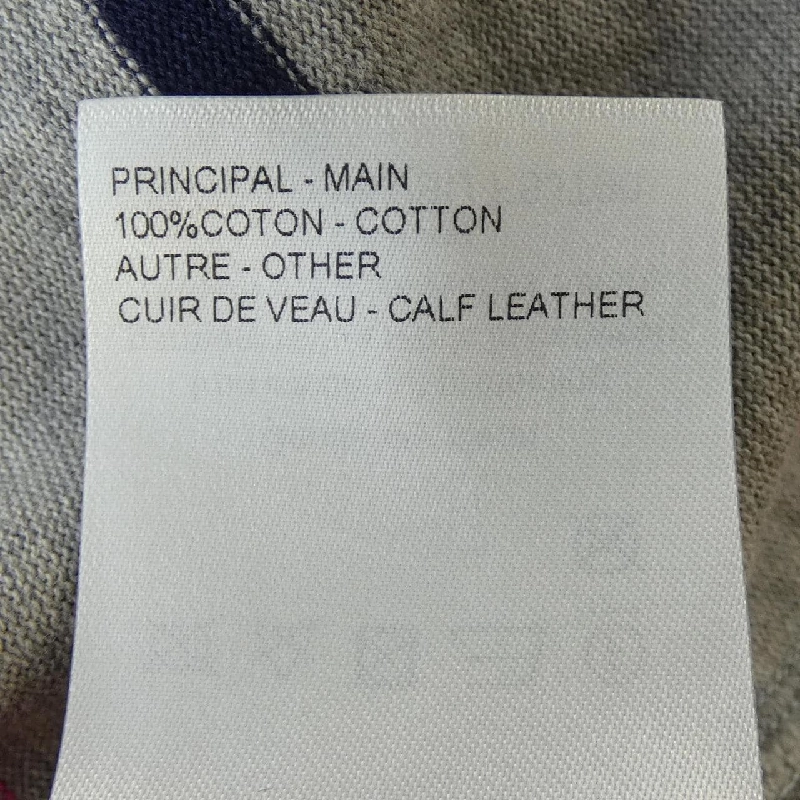 PRINCIPAL - MAIN
100%COTON - COTTON
AUTRE - OTHER
CUIR DE VEAU - CALF LEATHER